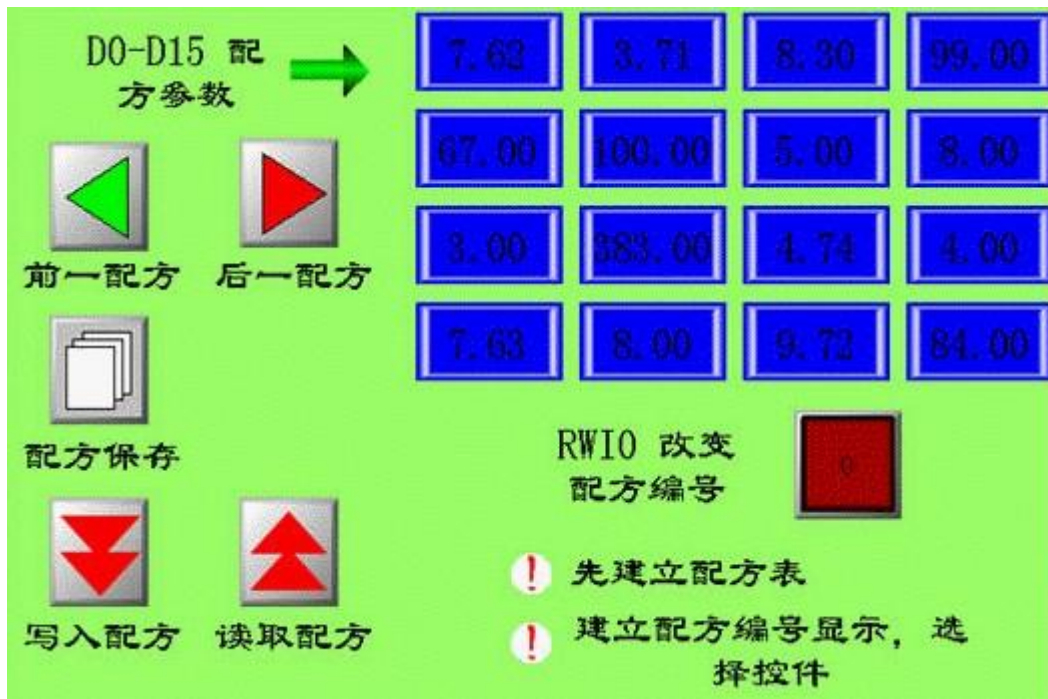 D0-D15 配
方参数
7.62 3.71 8.30 99.00
67.00 100.00 5.00 8.00
3.00 383.00 4.74 4.00
7.63 8.00 9.72 84.00
前一配方 后一配方
配方保存
RWI0 改变
配方编号
0
写入配方 读取配方
! 先建立配方表
! 建立配方编号显示，选
择控件